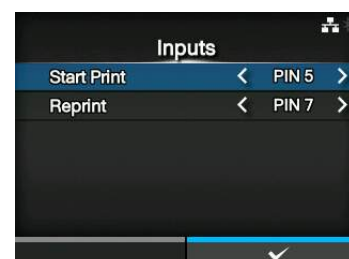 Inputs
Start Print < PIN 5 >
Reprint < PIN 7 >